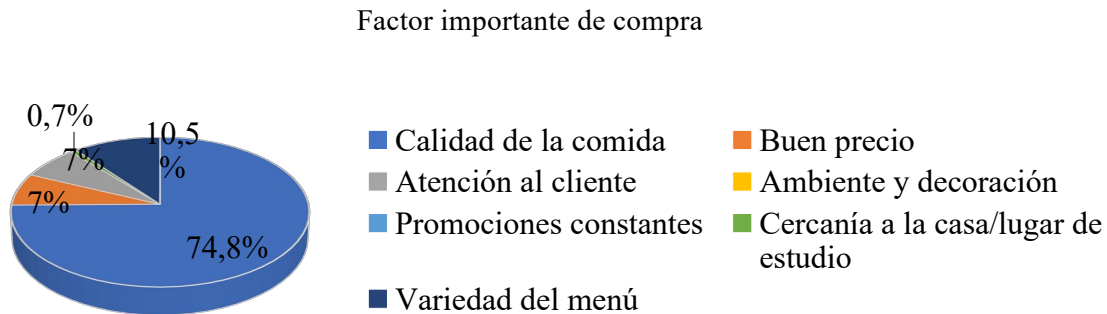 Factor importante de compra
0,7%
10,5
%
7%
7%
74,8%
Calidad de la comida
Buen precio
Atención al cliente
Ambiente y decoración
Promociones constantes
Cercanía a la casa/lugar de
estudio
Variedad del menú